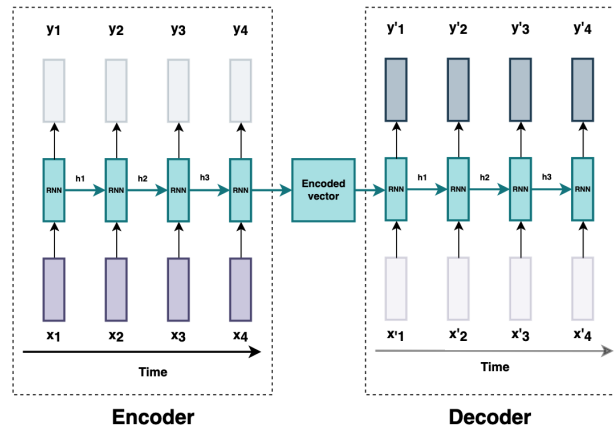 y1 y2 y3 y4 y'1 y'2 y'3 y'4
RNN h1 RNN h2 RNN h3 RNN Encoded vector RNN h1 RNN h2 RNN h3 RNN
x1 x2 x3 x4 x'1 x'2 x'3 x'4
Time Time
Encoder Decoder